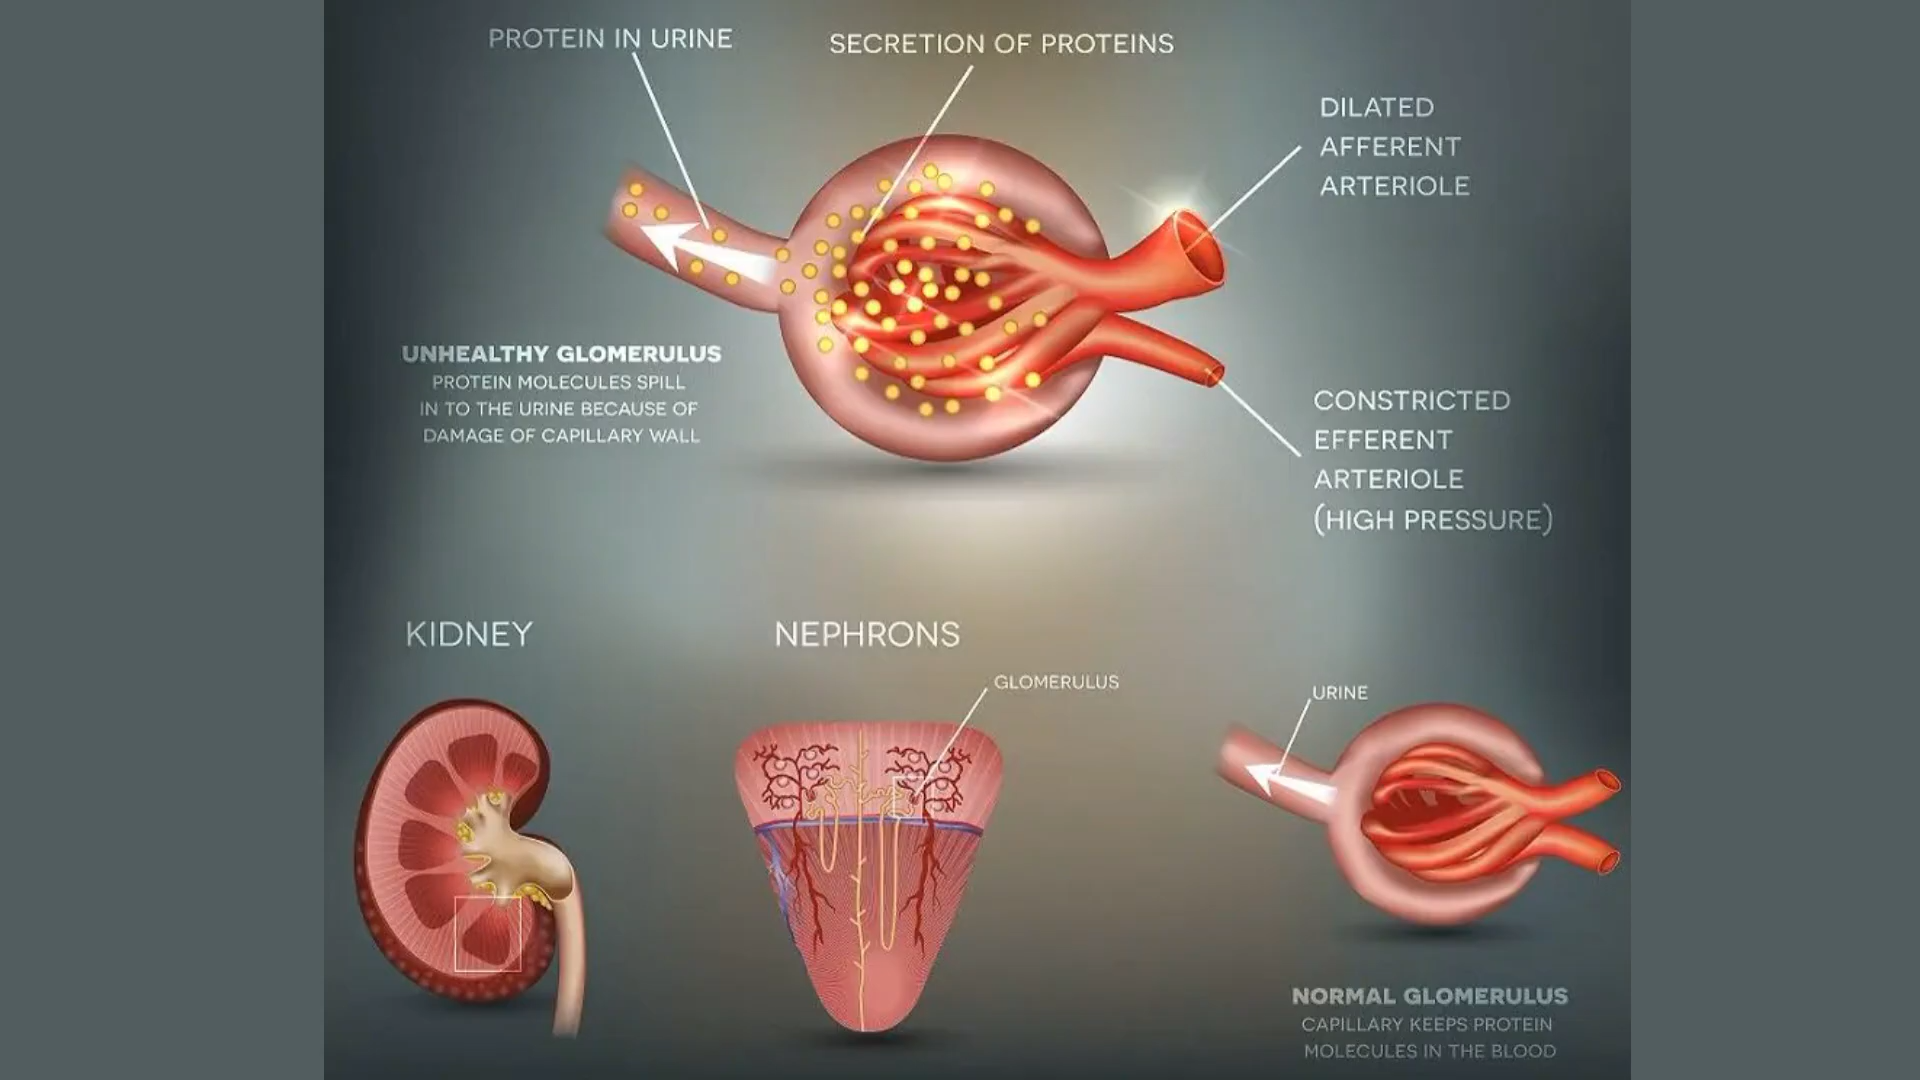 PROTEIN IN URINE
SECRETION OF PROTEINS
DILATED
AFFERENT
ARTERIOLE
UNHEALTHY GLOMERULUS
PROTEIN MOLECULES SPILL
IN TO THE URINE BECAUSE OF
DAMAGE OF CAPILLARY WALL
CONSTRICTED
EFFERENT
ARTERIOLE
(HIGH PRESSURE)
KIDNEY
NEPHRONS
GLOMERULUS
URINE
NORMAL GLOMERULUS
CAPILLARY KEEPS PROTEIN
MOLECULES IN THE BLOOD